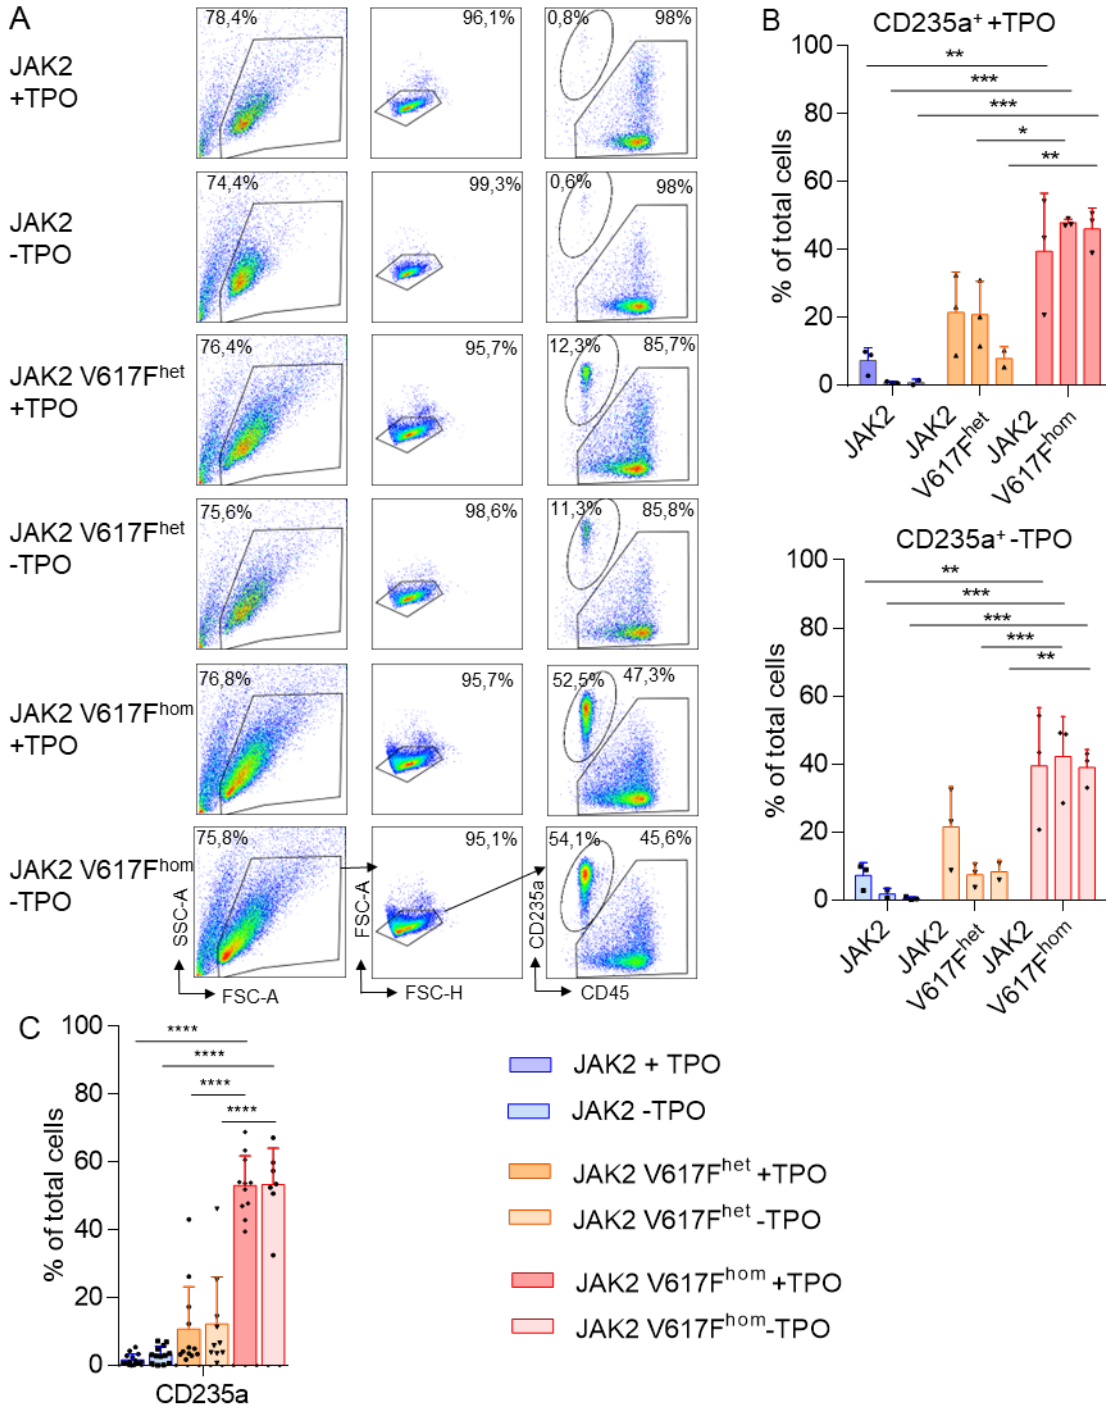 A
JAK2
+TPO
78,4%
96,1%
0,8%
98%
JAK2
-TPO
74,4%
99,3%
0,6%
98%
JAK2 V617Fhet
+TPO
76,4%
95,7%
12,3%
85,7%
JAK2 V617Fhet
-TPO
75,6%
98,6%
11,3%
85,8%
JAK2 V617Fhom
+TPO
76,8%
95,7%
52,5%
47,3%
JAK2 V617Fhom
-TPO
75,8%
95,1%
54,1%
45,6%
SSC-A
FSC-A
FSC-A
FSC-H
CD235a
CD45
B
CD235a+ +TPO
% of total cells
100
80
60
40
20
0
**
***
***
*
**
JAK2
JAK2
V617Fhet
JAK2
V617Fhom
CD235a+ -TPO
% of total cells
100
80
60
40
20
0
**
***
***
***
**
JAK2
JAK2
V617Fhet
JAK2
V617Fhom
C
% of total cells
100
80
60
40
20
0
****
****
****
****
CD235a
JAK2 + TPO
JAK2 -TPO
JAK2 V617Fhet +TPO
JAK2 V617Fhet -TPO
JAK2 V617Fhom +TPO
JAK2 V617Fhom-TPO